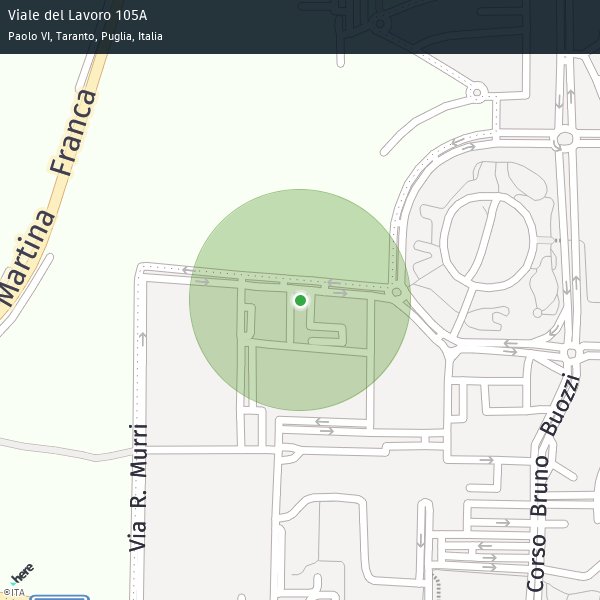 Viale del Lavoro 105A
Paolo VI, Taranto, Puglia, Italia
Martina Franca
Via R. Murri
Corso Bruno Buozzi
here
©ITA